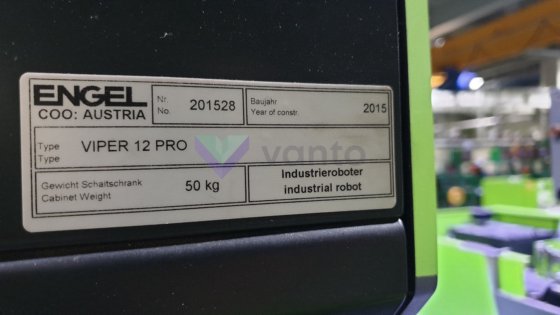 ENGEL
COO: AUSTRIA
Nr.
No.
201528
Baujahr
Year of constr.
2015
Type
Type
VIPER 12 PRO
vanto
Gewicht Schaltschrank
Cabinet Weight
50 kg
Industrieroboter
industrial robot